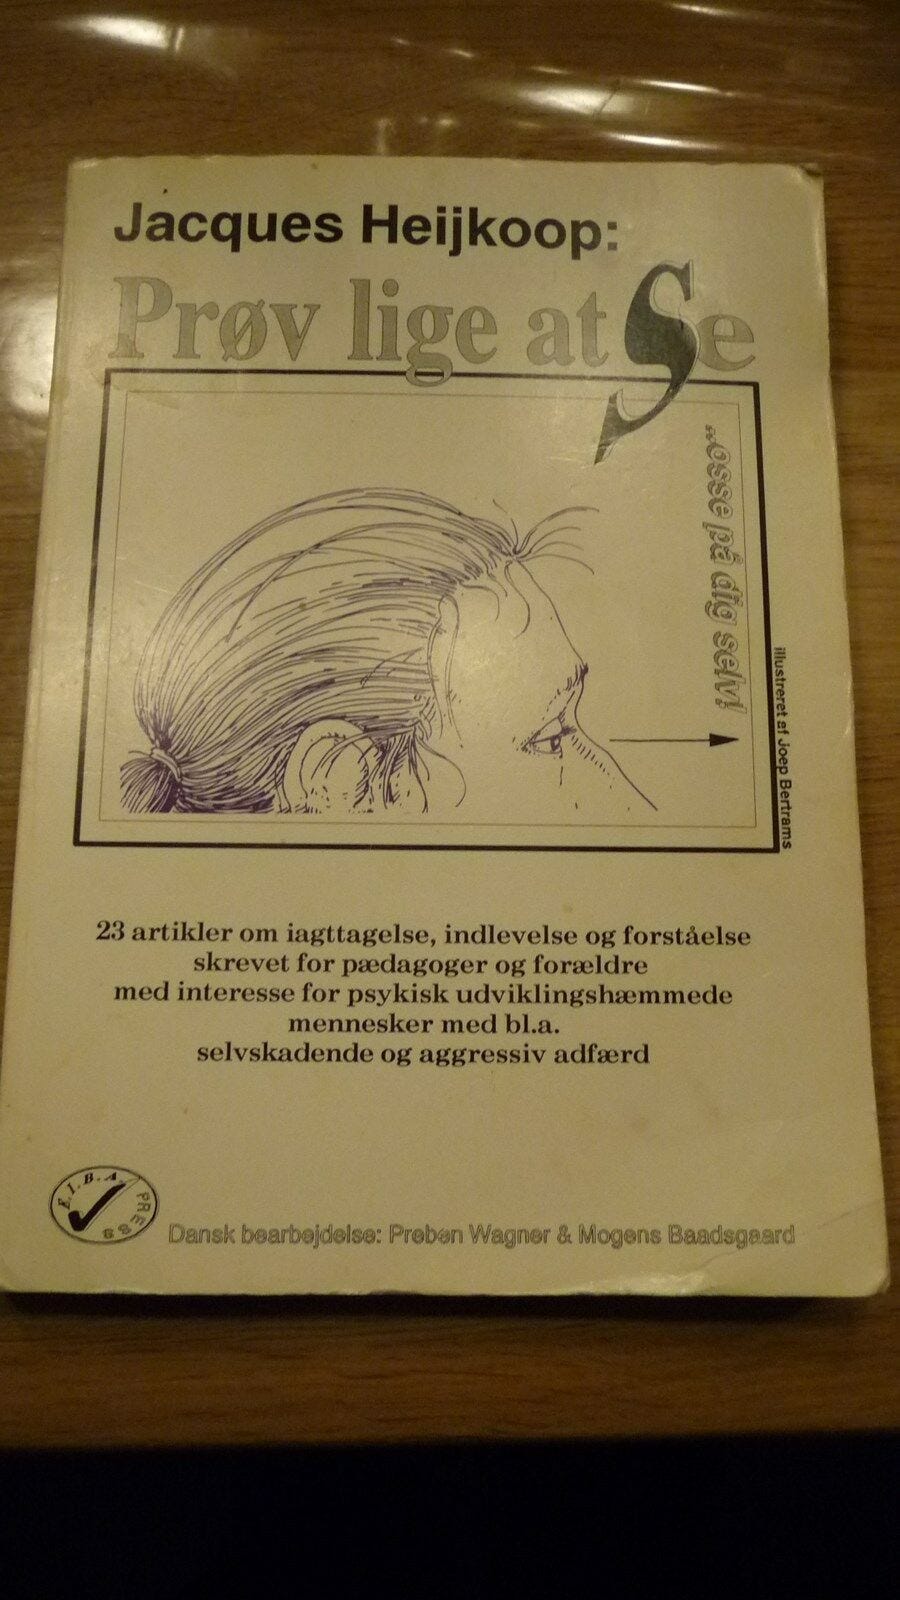 Jacques Heijkoop:
Prøv lige at Se
..osse på dig selv!
illustreret af Joep Bertrams
23 artikler om iagttagelse, indlevelse og forståelse
skrevet for pædagoger og forældre
med interesse for psykisk udviklingshæmmede
mennesker med bl.a.
selvskadende og aggressiv adfærd
E.I.B.A. PRESS
Dansk bearbejdelse: Preben Wagner & Mogens Baadsgaard